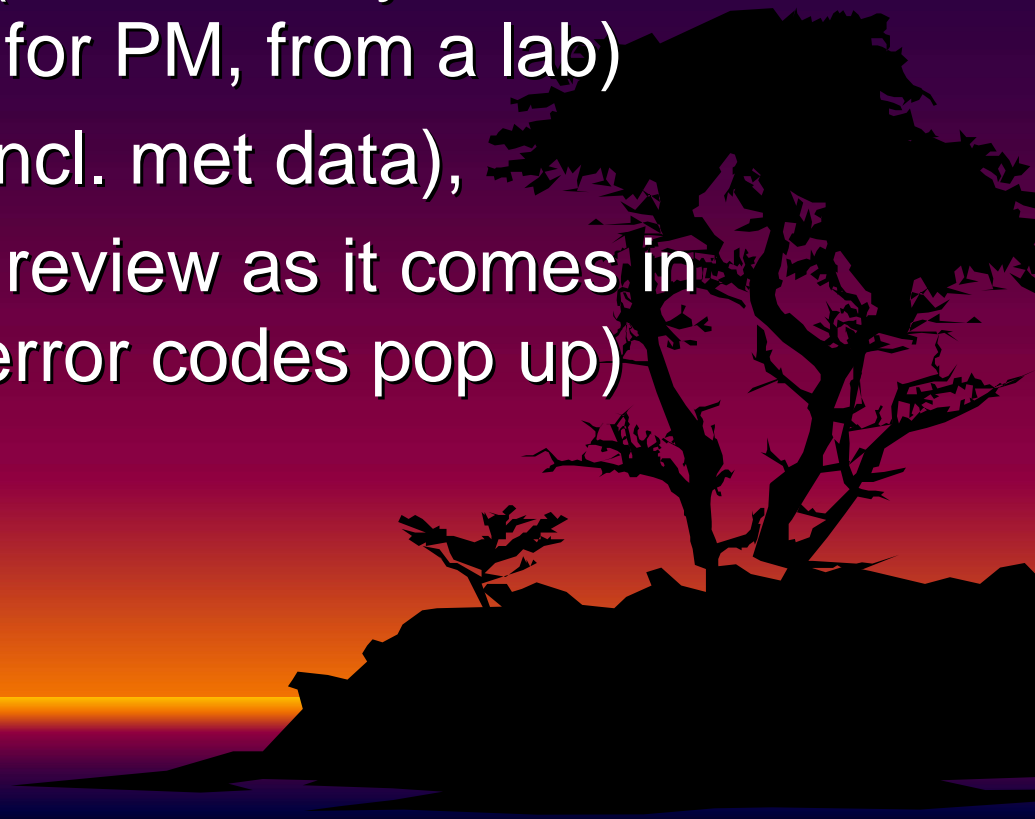 for PM, from a lab)
ncl. met data),
review as it comes in
error codes pop up)